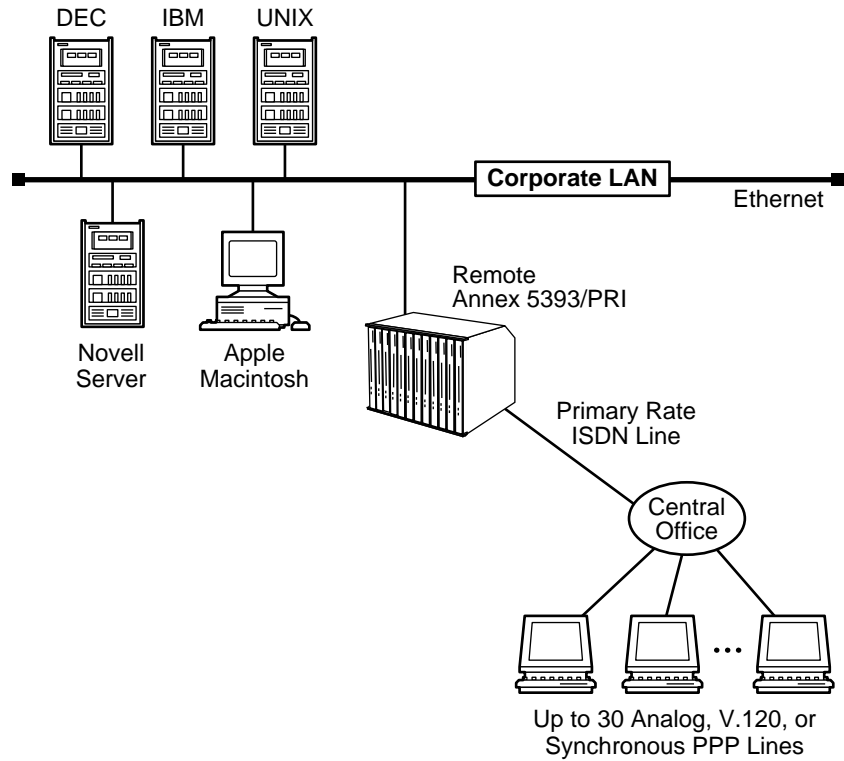 DEC
IBM
UNIX
Corporate LAN
Ethernet
Novell
Server
Apple
Macintosh
Remote
Annex 5393/PRI
Primary Rate
ISDN Line
Central
Office
...
Up to 30 Analog, V.120, or
Synchronous PPP Lines